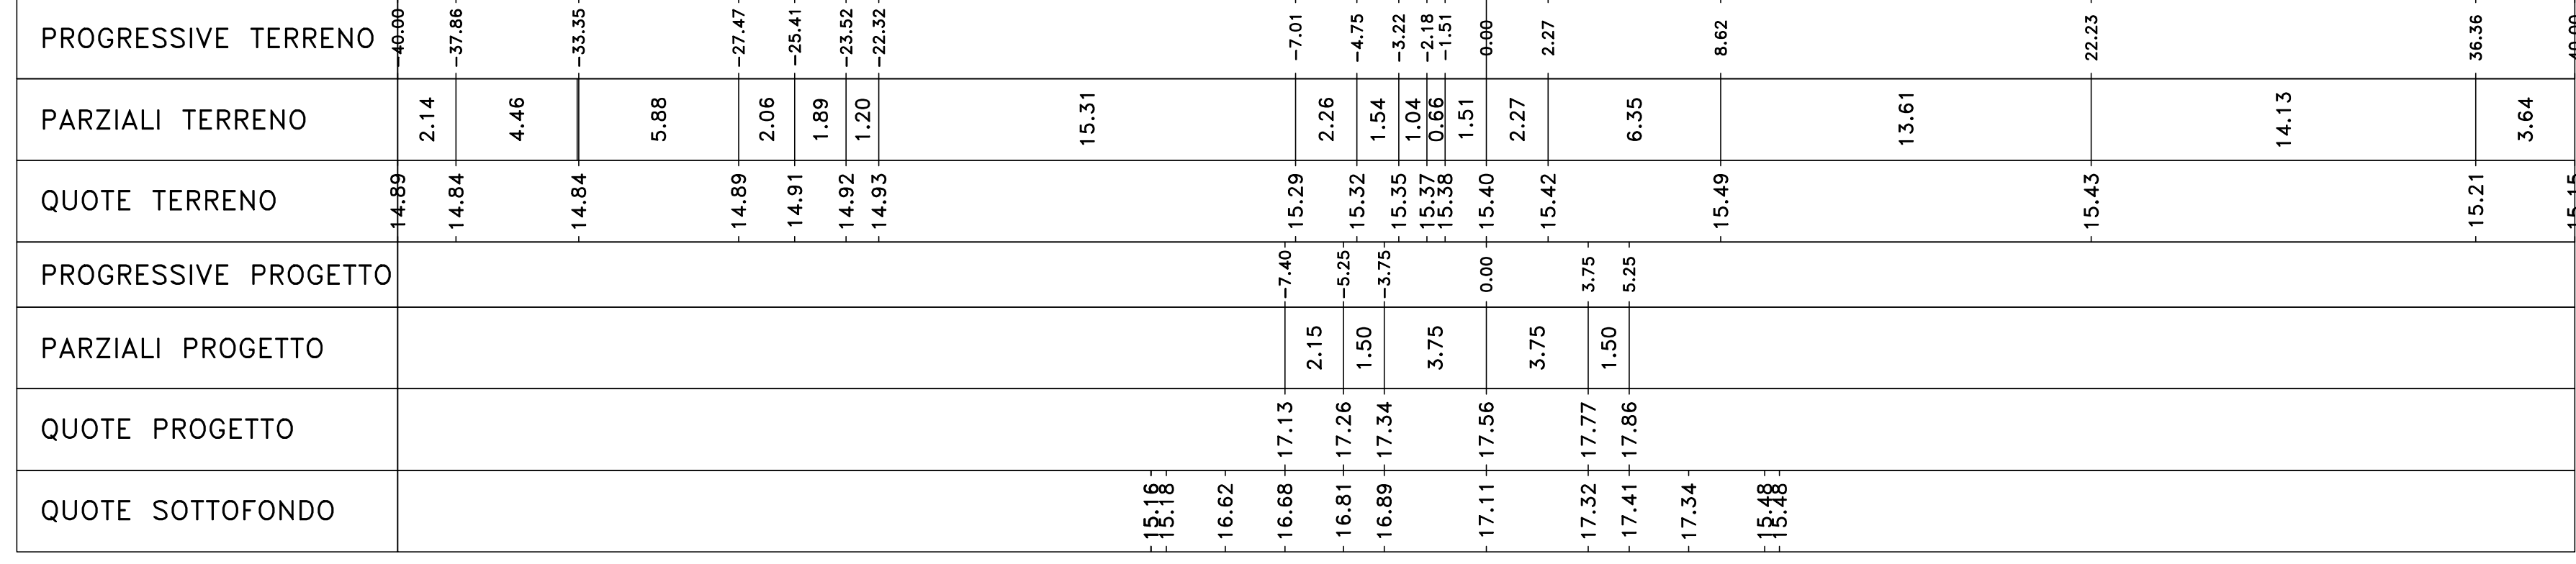 PROGRESSIVE TERRENO -40.00 -37.86 -33.35 -27.47 -25.41 -23.52 -22.32 -7.01 -4.75 -3.22 -2.18 -1.51 0.00 2.27 8.62 22.23 36.36
PARZIALI TERRENO 2.14 4.46 5.88 2.06 1.89 1.20 15.31 2.26 1.54 1.04 0.66 1.51 2.27 6.35 13.61 14.13 3.64
QUOTE TERRENO 14.89 14.84 14.84 14.89 14.91 14.92 14.93 15.29 15.32 15.35 15.37 15.38 15.40 15.42 15.49 15.43 15.21
PROGRESSIVE PROGETTO -7.40 -5.25 -3.75 0.00 3.75 5.25
PARZIALI PROGETTO 2.15 1.50 3.75 3.75 1.50
QUOTE PROGETTO 17.13 17.26 17.34 17.56 17.77 17.86
QUOTE SOTTOFONDO 15.16 15.18 16.62 16.68 16.81 16.89 17.11 17.32 17.41 17.34 15.48 15.48